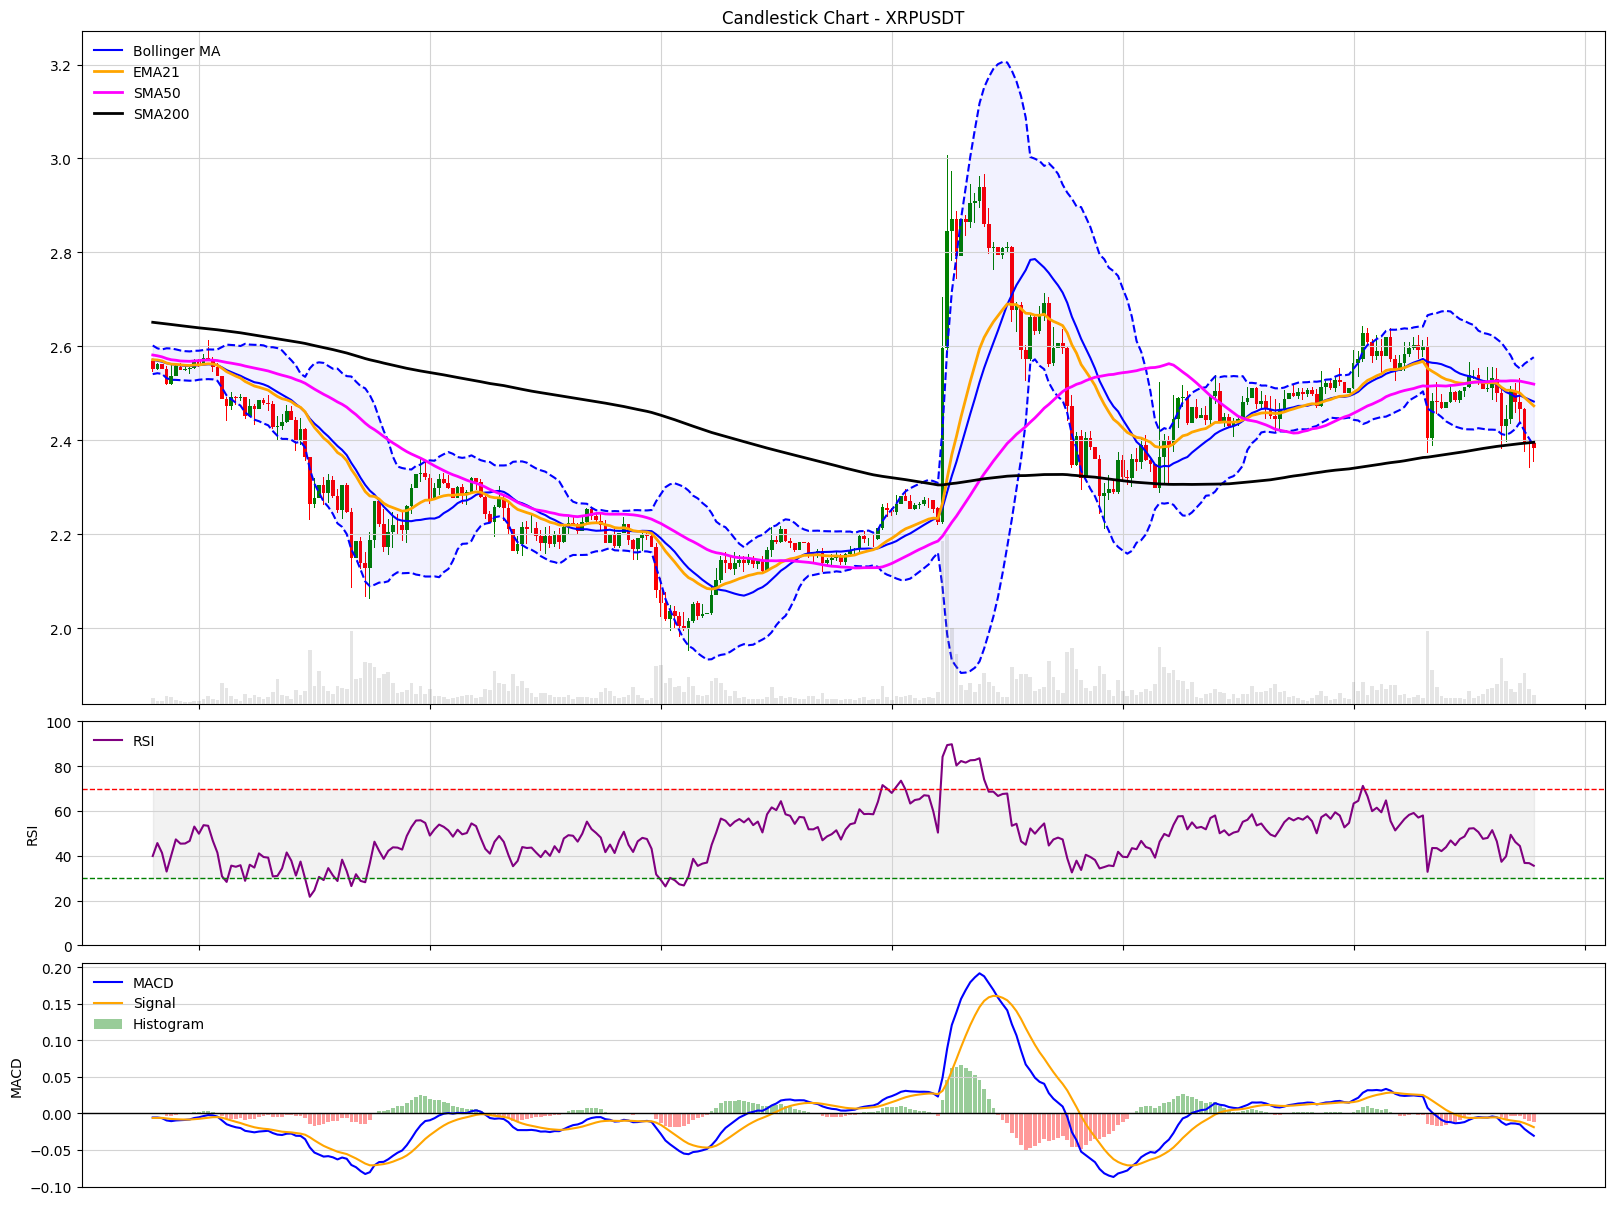 Candlestick Chart - XRPUSDT
Bollinger MA
EMA21
SMA50
SMA200
3.2
3.0
2.8
2.6
2.4
2.2
2.0
RSI
RSI
100
80
60
40
20
0
MACD
Signal
Histogram
MACD
0.20
0.15
0.10
0.05
0.00
−0.05
−0.10